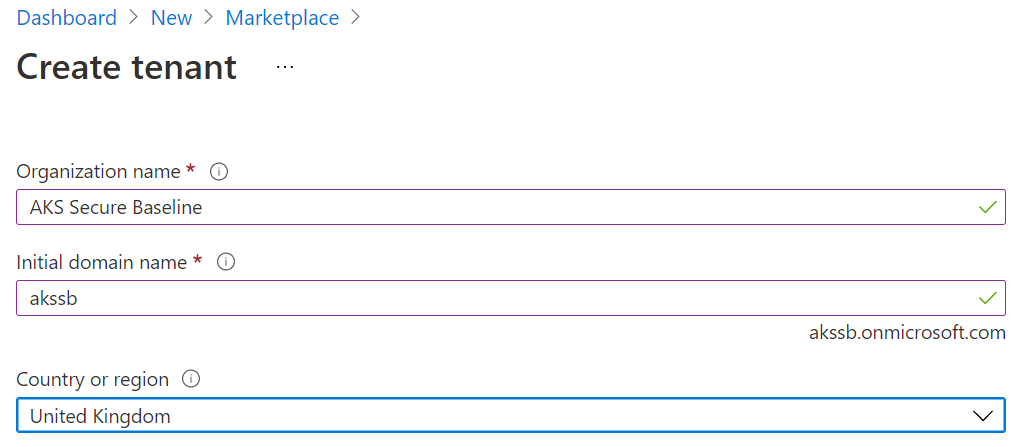 Dashboard > New > Marketplace >
Create tenant ...
Organization name *
AKS Secure Baseline
Initial domain name *
akssb
akssb.onmicrosoft.com
Country or region
United Kingdom